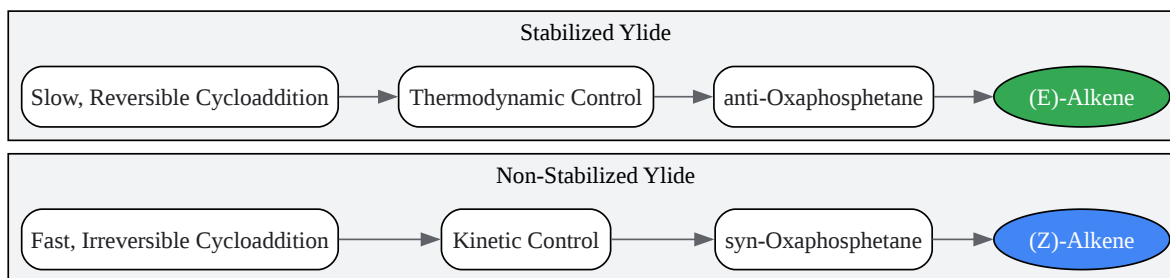 Stabilized Ylide
Slow, Reversible Cycloaddition
Thermodynamic Control
anti-Oxaphosphetane
(E)-Alkene
Non-Stabilized Ylide
Fast, Irreversible Cycloaddition
Kinetic Control
syn-Oxaphosphetane
(Z)-Alkene